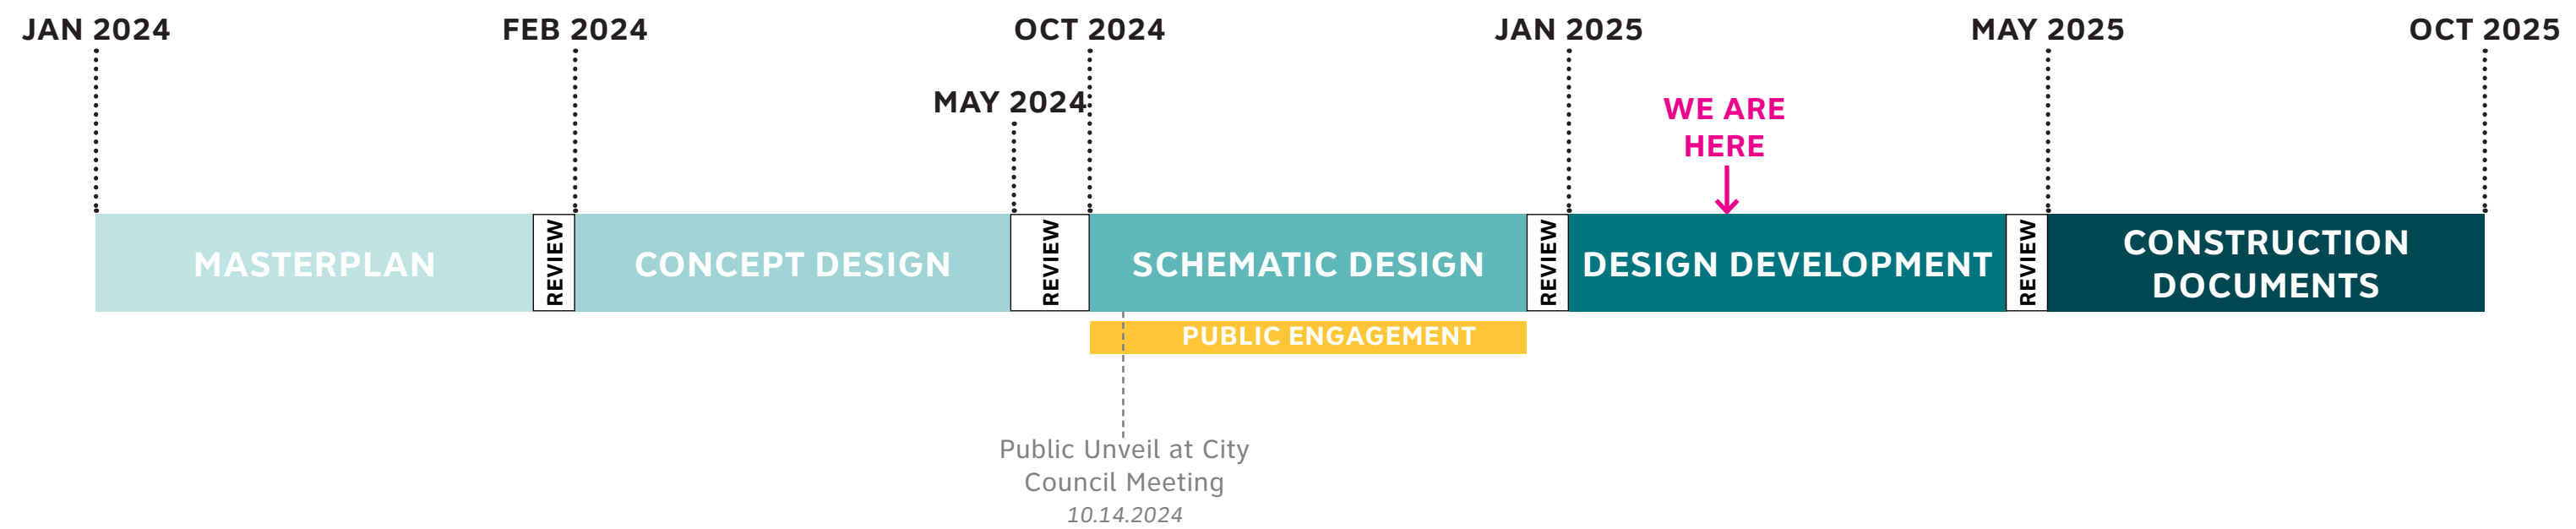 JAN 2024
FEB 2024
OCT 2024
JAN 2025
MAY 2025
OCT 2025
MAY 2024
WE ARE
HERE
MASTERPLAN
REVIEW
CONCEPT DESIGN
REVIEW
SCHEMATIC DESIGN
REVIEW
DESIGN DEVELOPMENT
REVIEW
CONSTRUCTION
DOCUMENTS
PUBLIC ENGAGEMENT
Public Unveil at City
Council Meeting
10.14.2024